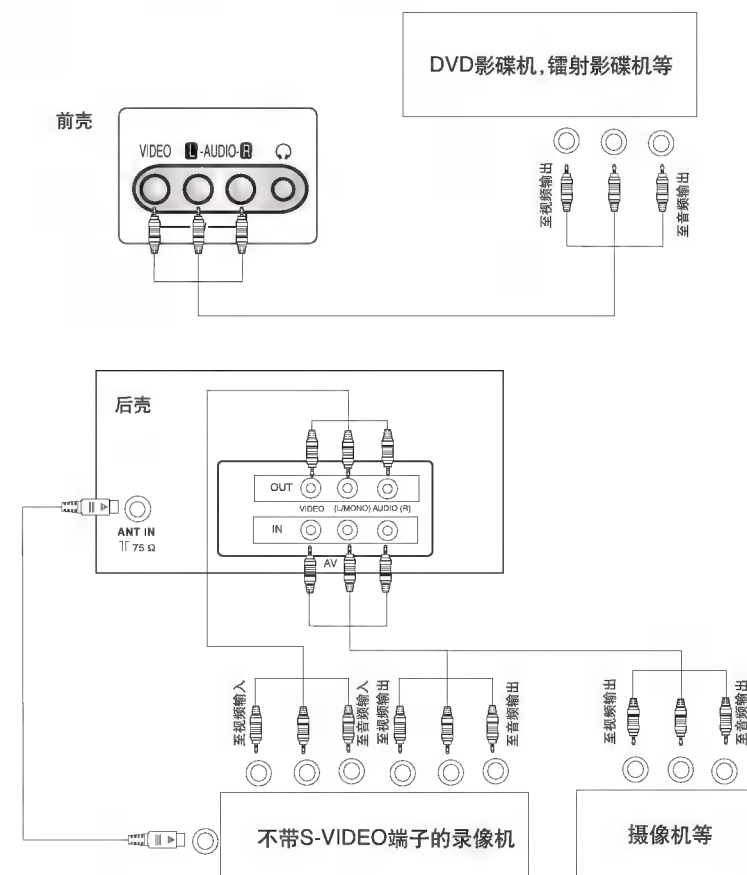 DVD影碟机,镭射影碟机等
前壳
VIDEO L-AUDIO-R
至视频输出
至音频输出
后壳
OUT
VIDEO (L/MONO) AUDIO (R)
IN
AV
ANT IN
75 Ω
至视频输入
至音频输入
至视频输出
至音频输出
至视频输出
至音频输出
不带S-VIDEO端子的录像机
摄像机等